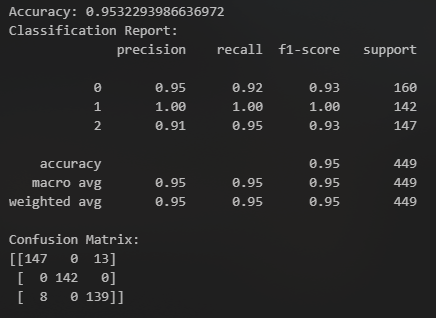 Accuracy: 0.9532293986636972
Classification Report:
              precision    recall  f1-score   support

           0       0.95      0.92      0.93       160
           1       1.00      1.00      1.00       142
           2       0.91      0.95      0.93       147

    accuracy                           0.95       449
   macro avg       0.95      0.95      0.95       449
weighted avg       0.95      0.95      0.95       449

Confusion Matrix:
[[147   0  13]
 [  0 142   0]
 [  8   0 139]]